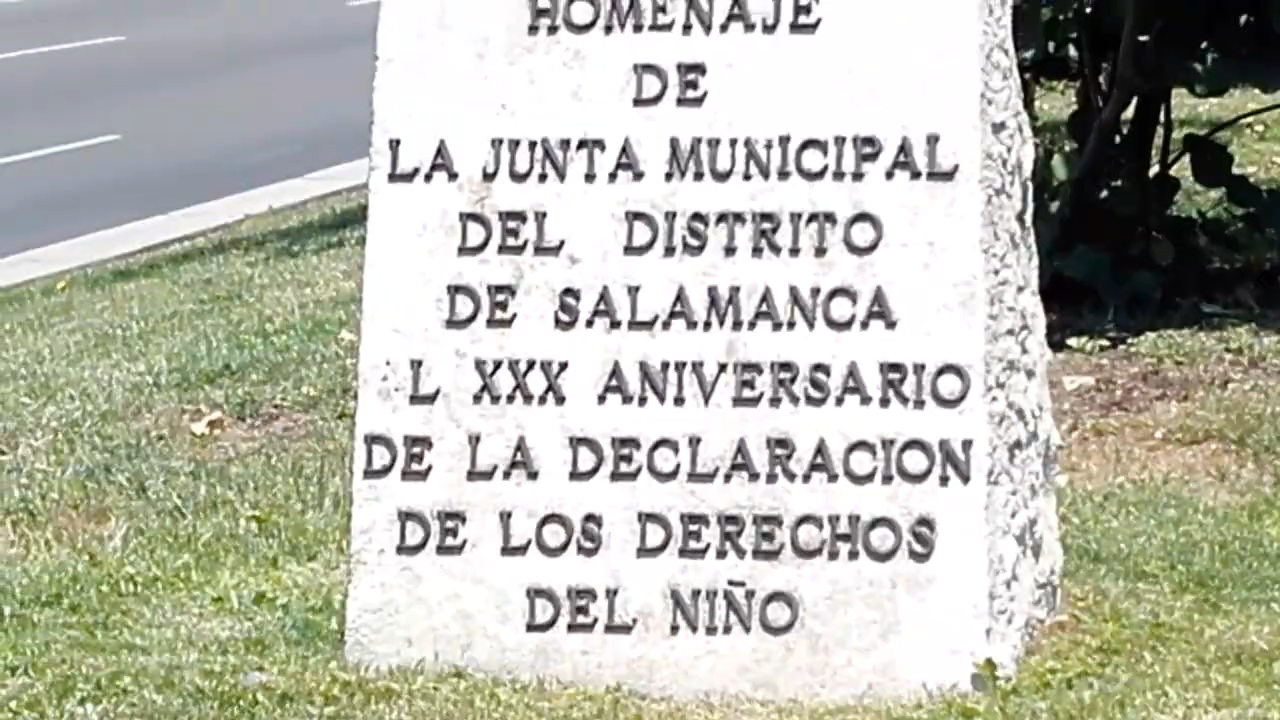 HOMENAJE
DE
LA JUNTA MUNICIPAL
DEL DISTRITO
DE SALAMANCA
L XXX ANIVERSARIO
DE LA DECLARACION
DE LOS DERECHOS
DEL NIÑO